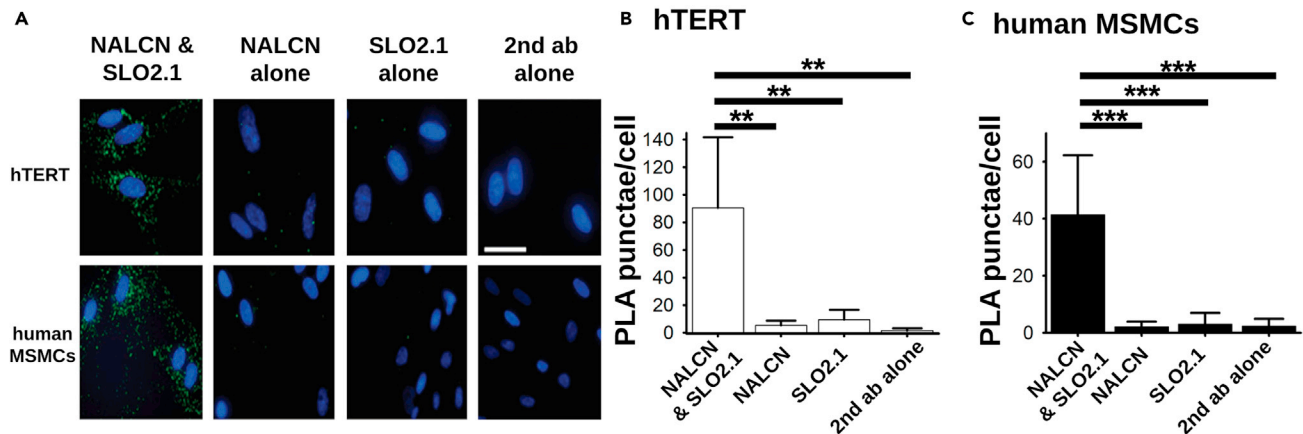 A
NALCN &
SLO2.1
NALCN
alone
SLO2.1
alone
2nd ab
alone
hTERT
human
MSMCs
B hTERT
**
**
**
PLA punctae/cell
140
120
100
80
60
40
20
0
NALCN
& SLO2.1
NALCN
SLO2.1
2nd ab alone
C human MSMCs
***
***
***
PLA punctae/cell
60
40
20
0
NALCN
& SLO2.1
NALCN
SLO2.1
2nd ab alone